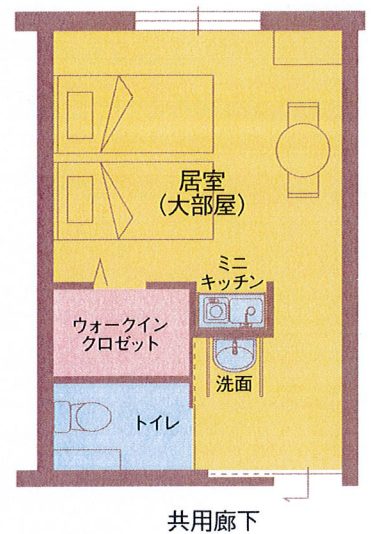 居室
(大部屋)
ミニ
キッチン
ウォークイン
クロゼット
洗面
トイレ
共用廊下